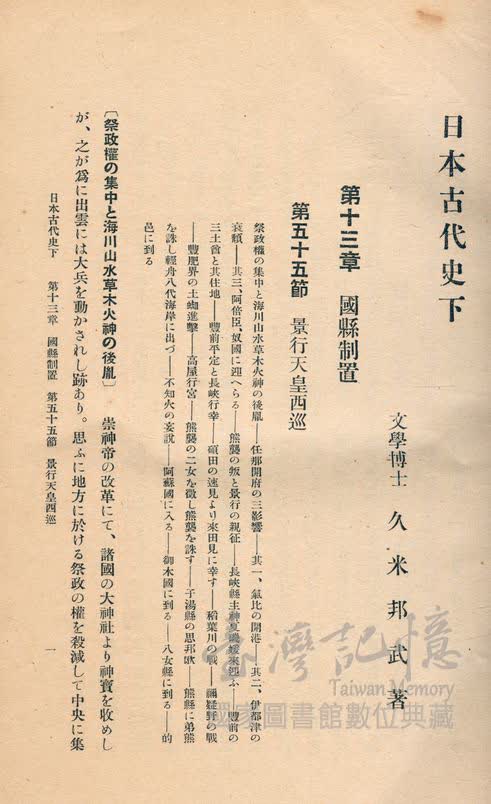 日本古代史下
文學博士 久米邦武著
第十三章 國縣制置
第五十五節 景行天皇西巡
祭政權の集中と海川山水草木火神の後胤――任那開府の三影響――其一、氣比の開港――其二、伊都津の
衰頽――其三、阿倍臣、奴國に迎へらる――熊襲の叛と景行の親征――長峽縣主神夏磯媛來迎ふ――豐前の
三土酋と其住地――豐前平定と長峽行幸――碩田の速見より來田見に幸す――稻葉川の戰――禰疑野の戰
――豐肥界の土蜘進擊――高屋行宮――熊襲の二女を徵し熊襲を誅す――子湯縣の思邦歌――熊縣に弟熊
を誅し輕舟八代海岸に出づ――不知火の妄說――阿蘇國に入る――御木國に到る――八女縣に到る――的
邑に到る
〔祭政權の集中と海川山水草木火神の後胤〕 崇神帝の改革にて、諸國の大神社より神寶を收めし
が、之が爲に出雲には大兵を動かされし跡あり。思ふに地方に於ける祭政の權を殺減して中央に集
日本古代史下 第十三章 國縣制置 第五十五節 景行天皇西巡 一
臺灣記憶
Taiwan Memory
國家圖書館數位典藏